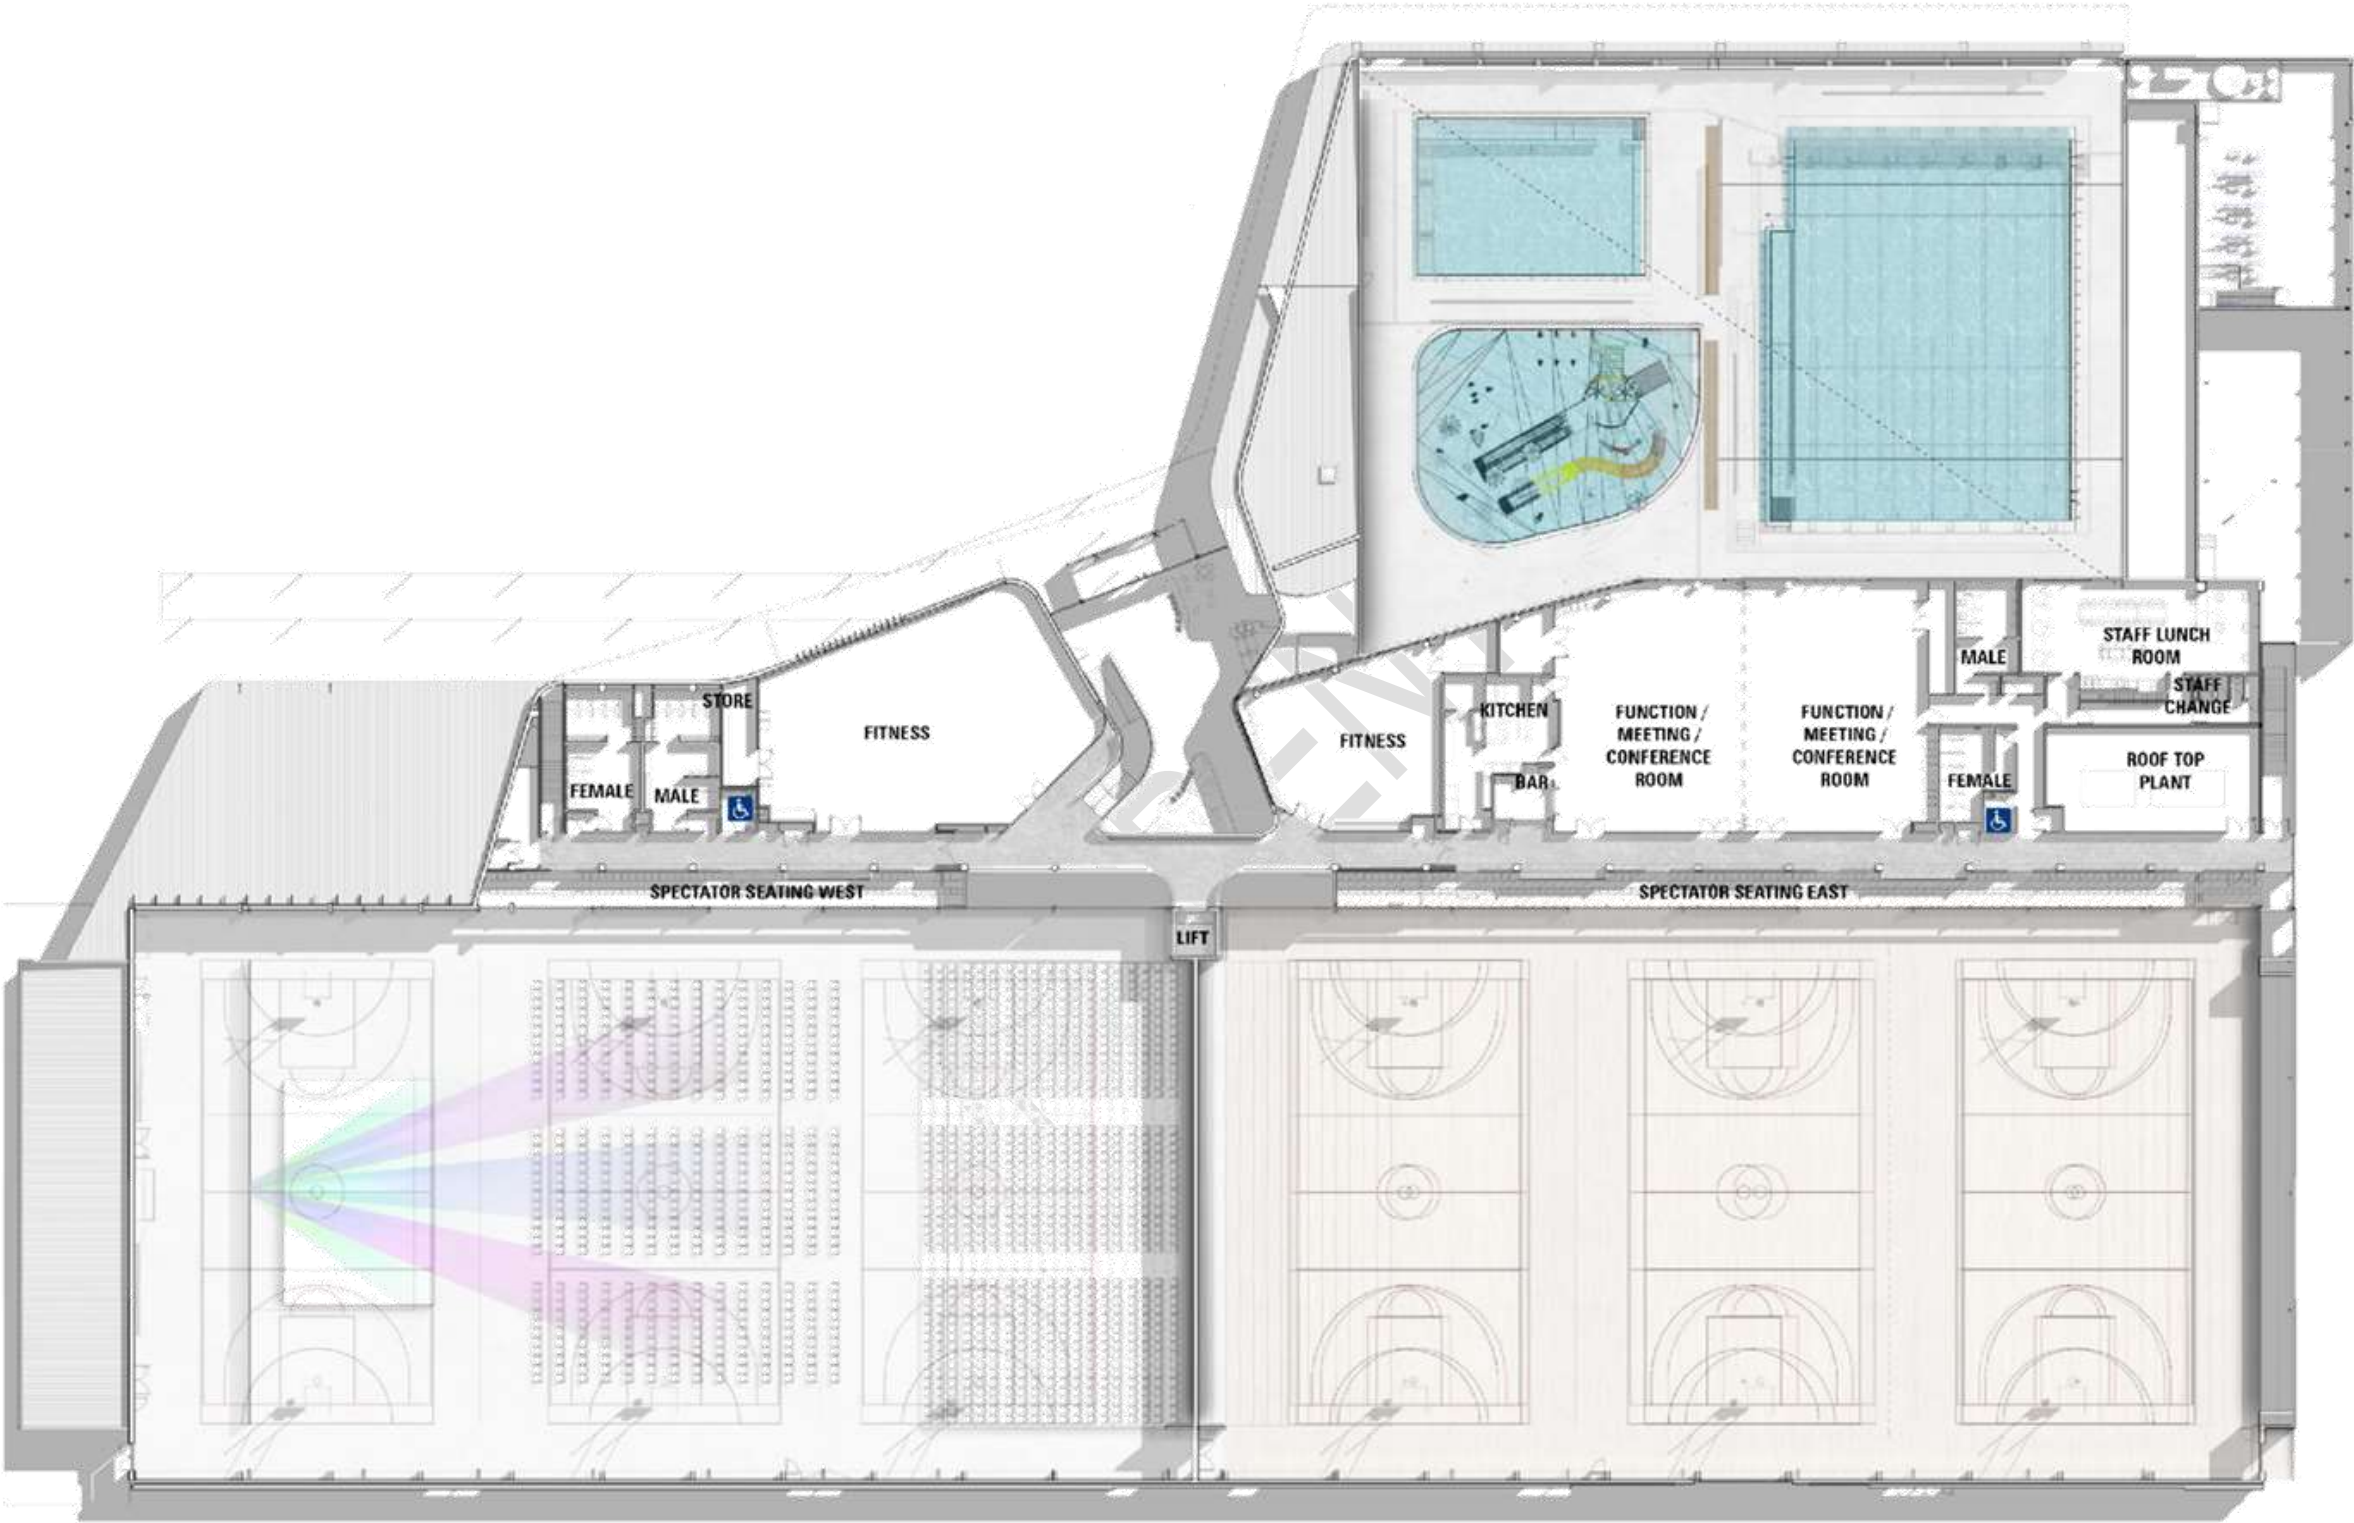 STAFF LUNCH
ROOM
MALE
STAFF
CHANGE
STORE
KITCHEN
FUNCTION /
MEETING /
CONFERENCE
ROOM
FUNCTION /
MEETING /
CONFERENCE
ROOM
FITNESS
FITNESS
ROOF TOP
PLANT
FEMALE
MALE
BAR
FEMALE
SPECTATOR SEATING WEST
SPECTATOR SEATING EAST
LIFT